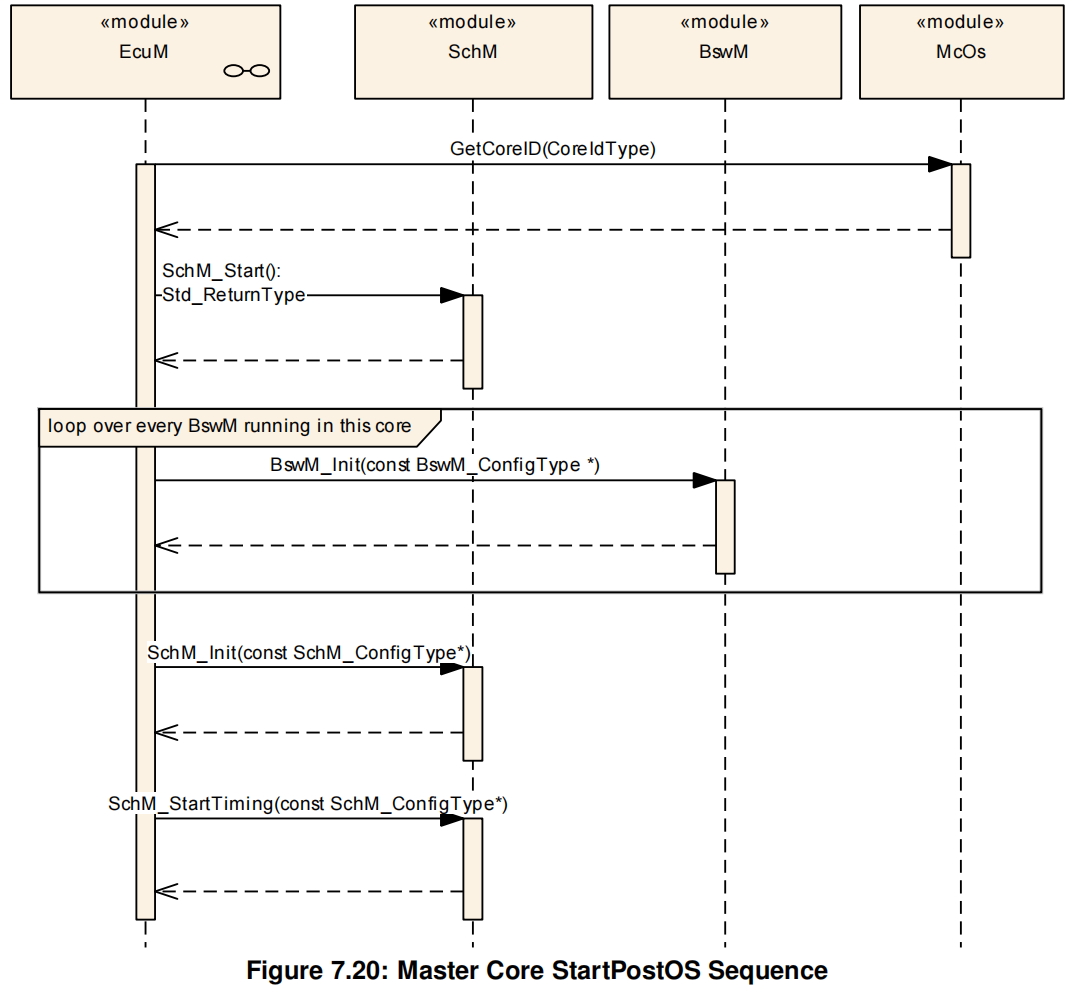 «module»
EcuM
«module»
SchM
«module»
BswM
«module»
McOs
GetCoreID(CoreIdType)
SchM_Start():
Std_ReturnType
loop over every BswM running in this core
BswM_Init(const BswM_ConfigType *)
SchM_Init(const SchM_ConfigType*)
SchM_StartTiming(const SchM_ConfigType*)
Figure 7.20: Master Core StartPostOS Sequence